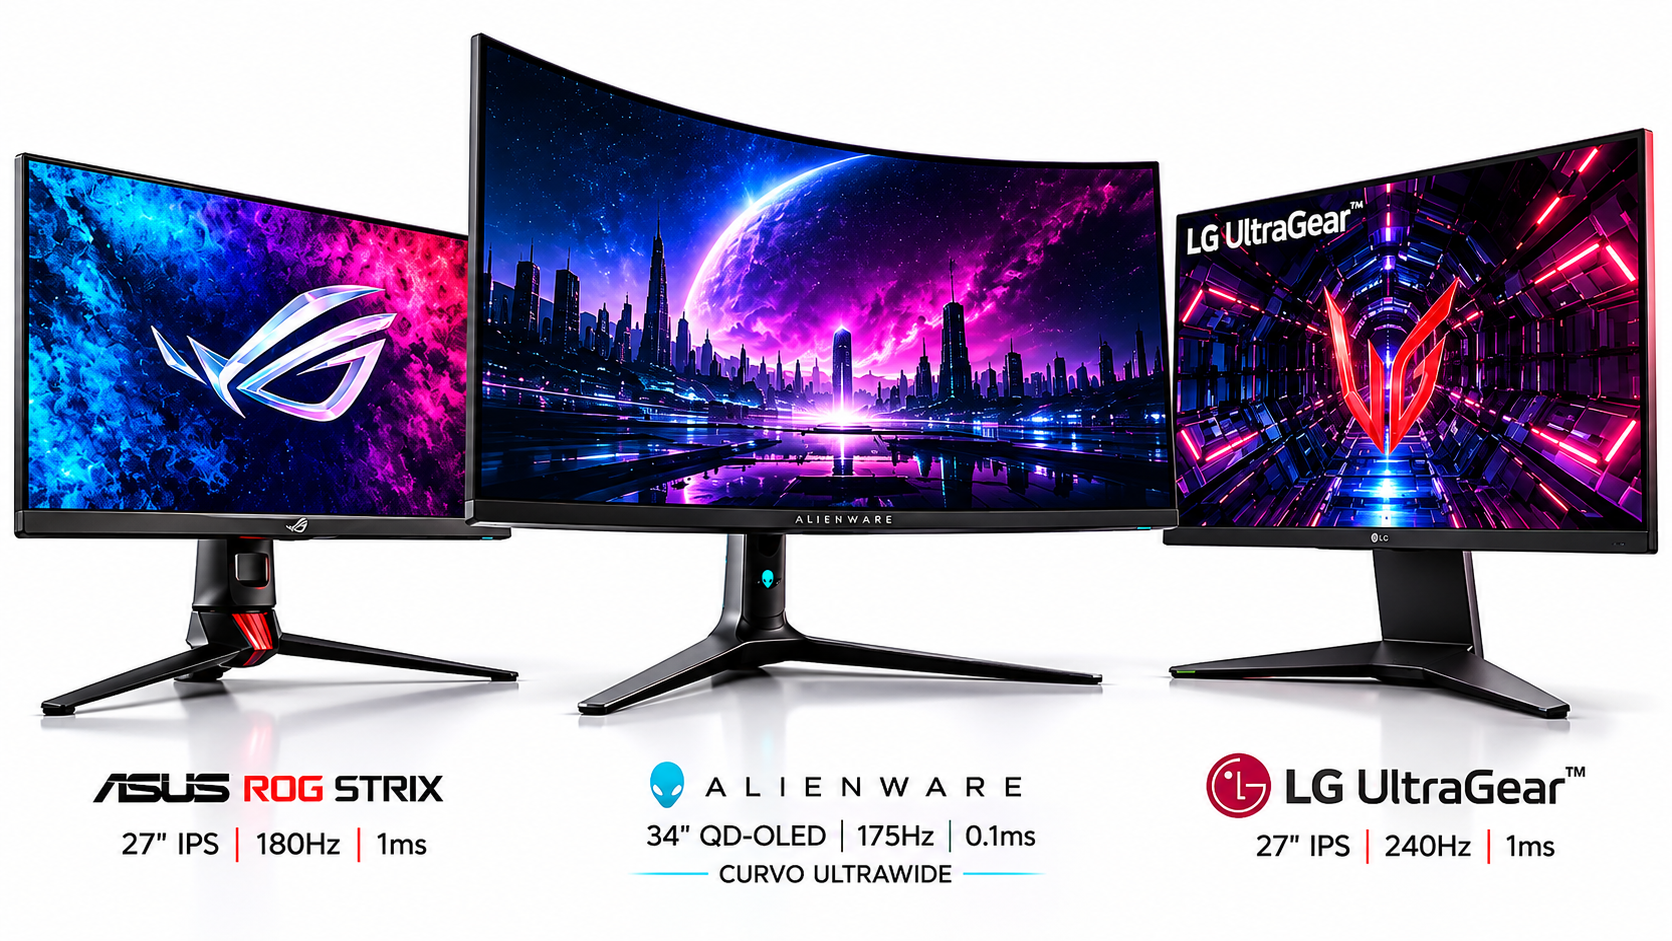 LG UltraGear™
ALIENWARE
LG
ASUS ROG STRIX
27" IPS | 180Hz | 1ms
ALIENWARE
34" QD-OLED | 175Hz | 0.1ms
CURVO ULTRAWIDE
LG UltraGear™
27" IPS | 240Hz | 1ms